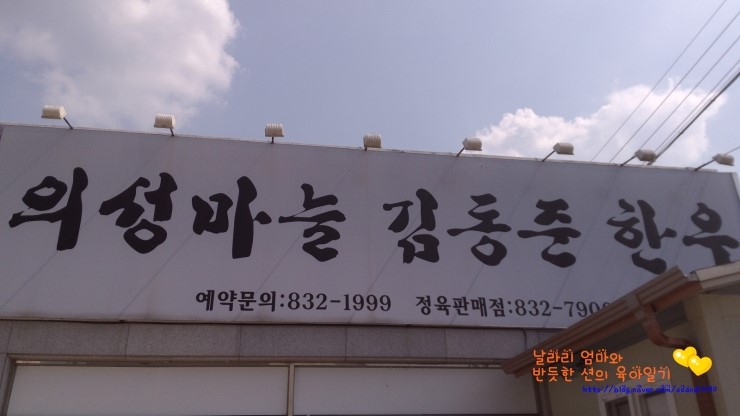 의성마늘 김동준 한우
예약문의:832-1999 정육판매점:832-790
날라리 엄마와
반듯한 션의 육아일기